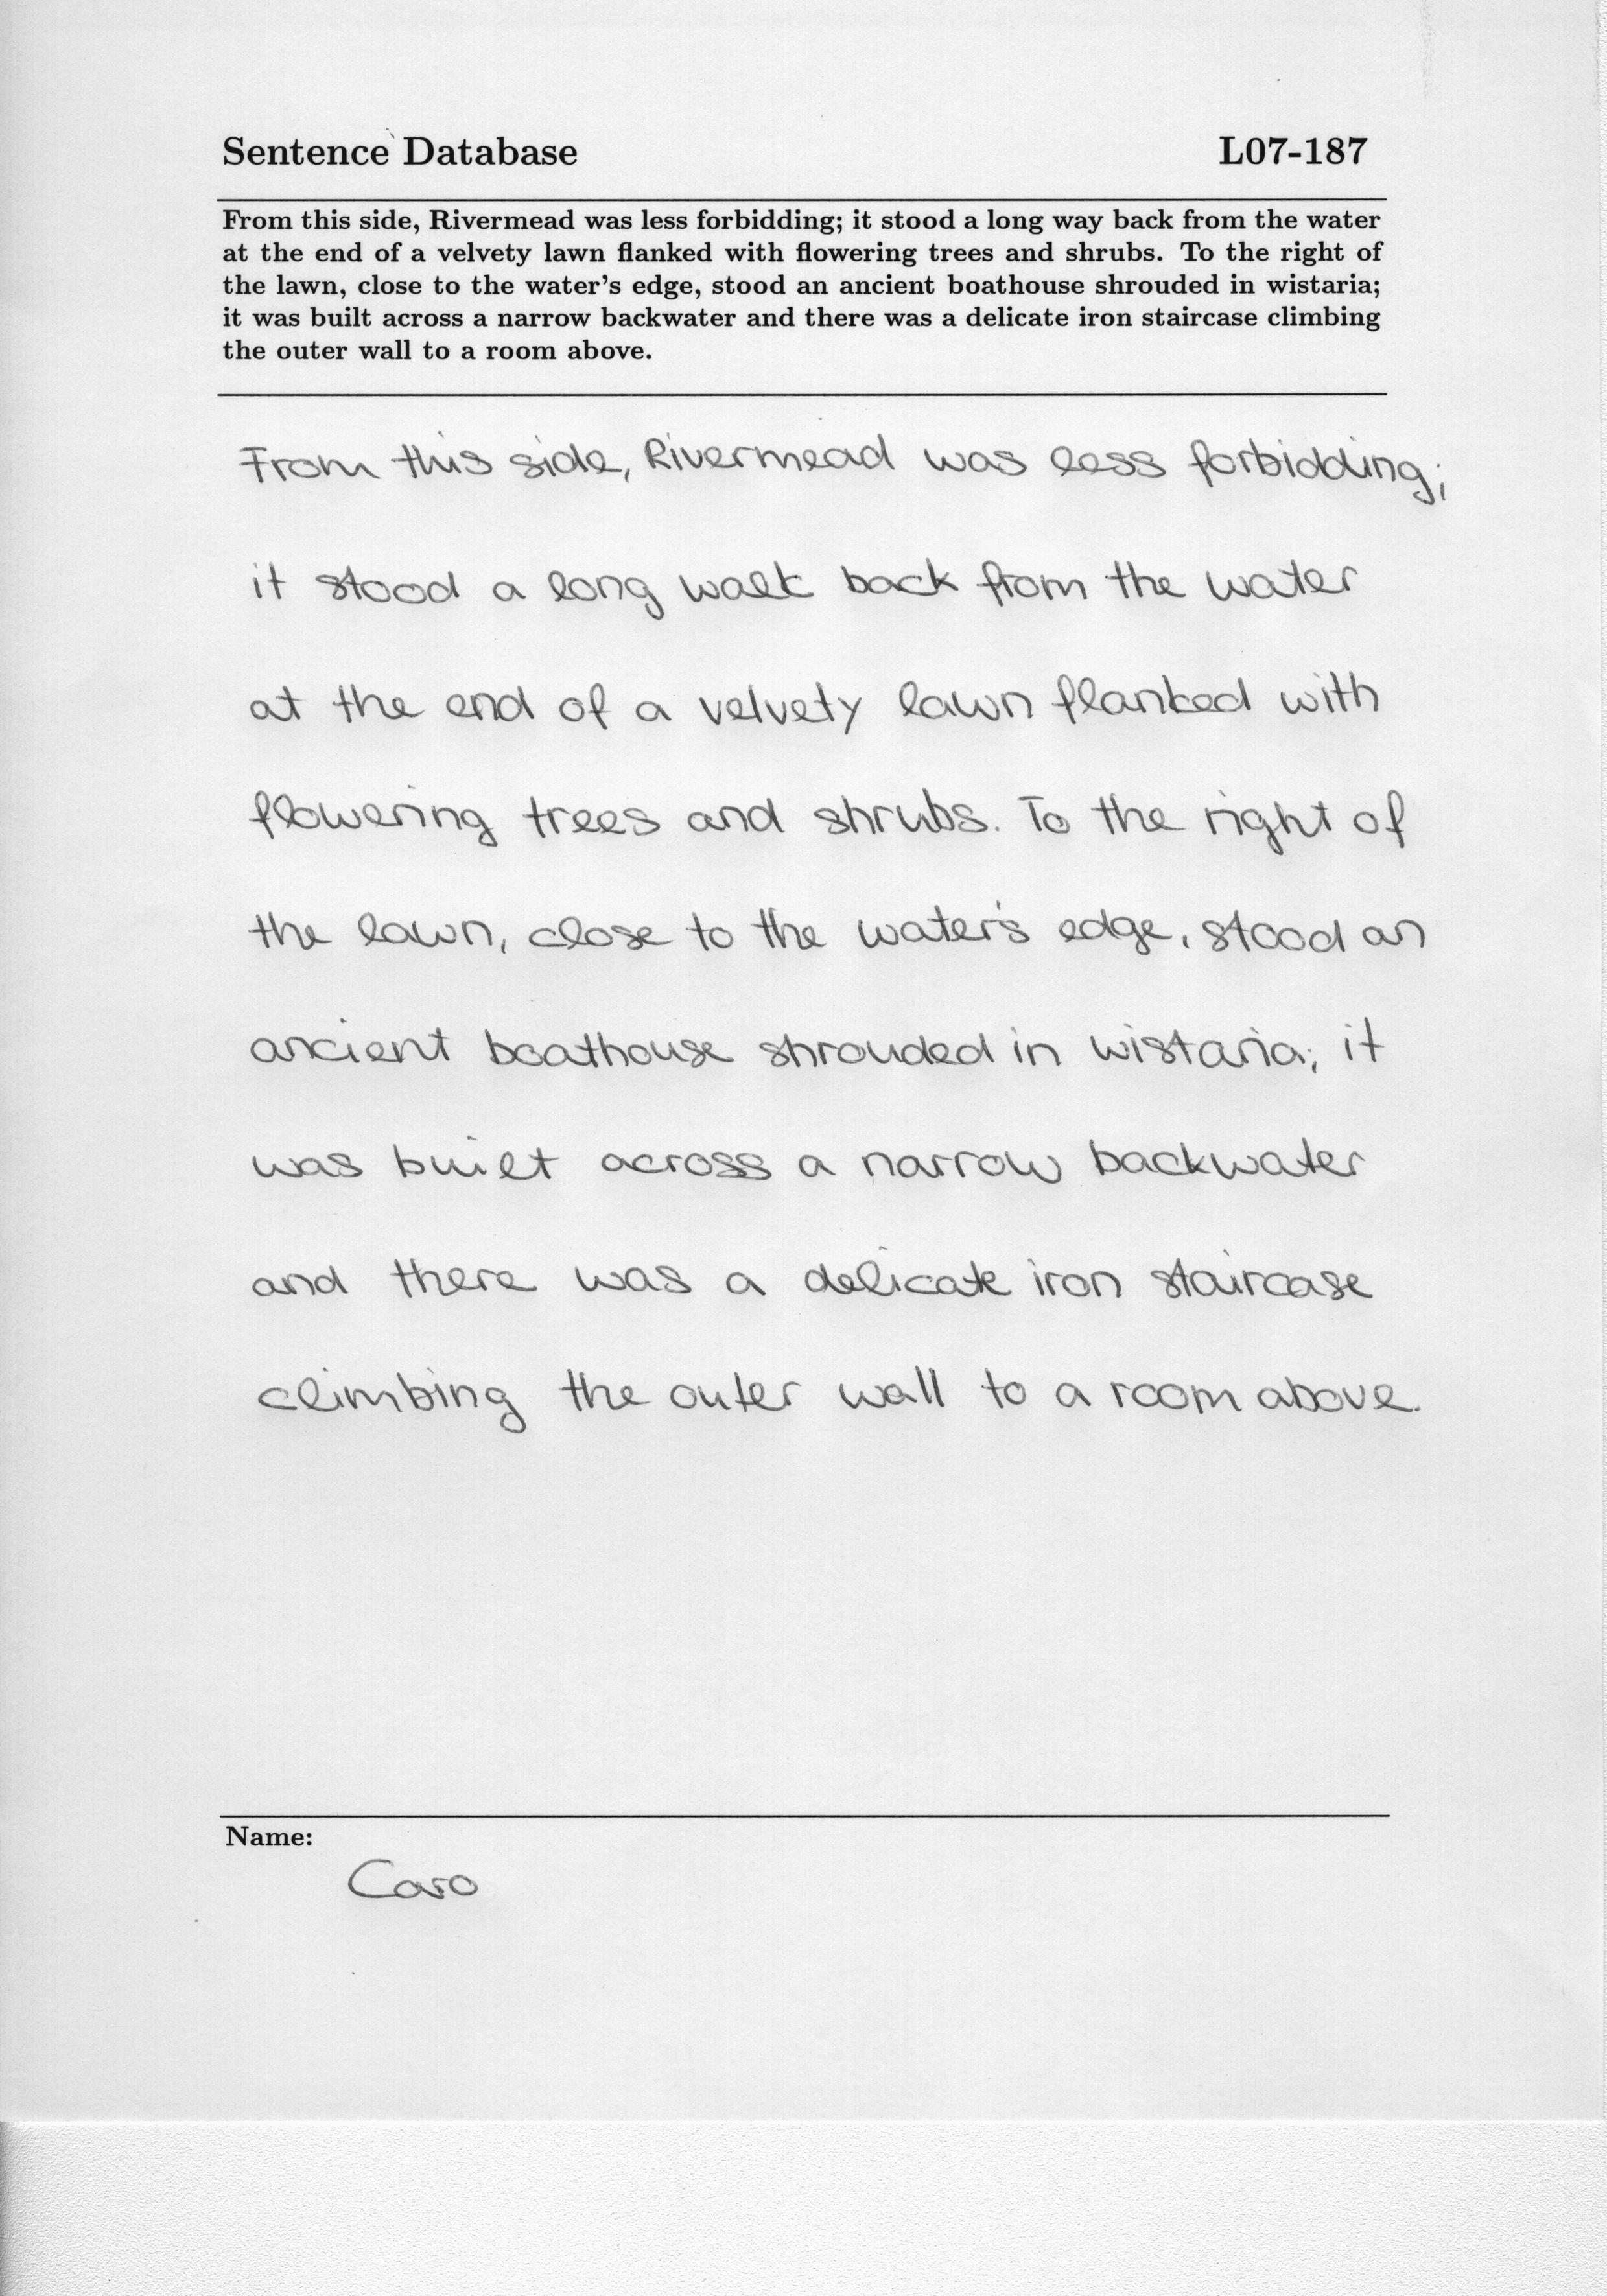 Sentence Database L07-187
From this side, Rivermead was less forbidding; it stood a long way back from the water
at the end of a velvety lawn flanked with flowering trees and shrubs. To the right of
the lawn, close to the water's edge, stood an ancient boathouse shrouded in wistaria;
it was built across a narrow backwater and there was a delicate iron staircase climbing
the outer wall to a room above.
From this side, Rivermead was less forbidding;
it stood a long walk back from the water
at the end of a velvety lawn flanked with
flowering trees and shrubs. To the right of
the lawn, close to the water's edge, stood an
ancient boathouse shrouded in wistaria; it
was built across a narrow backwater
and there was a delicate iron staircase
climbing the outer wall to a room above.
Name:
Caro